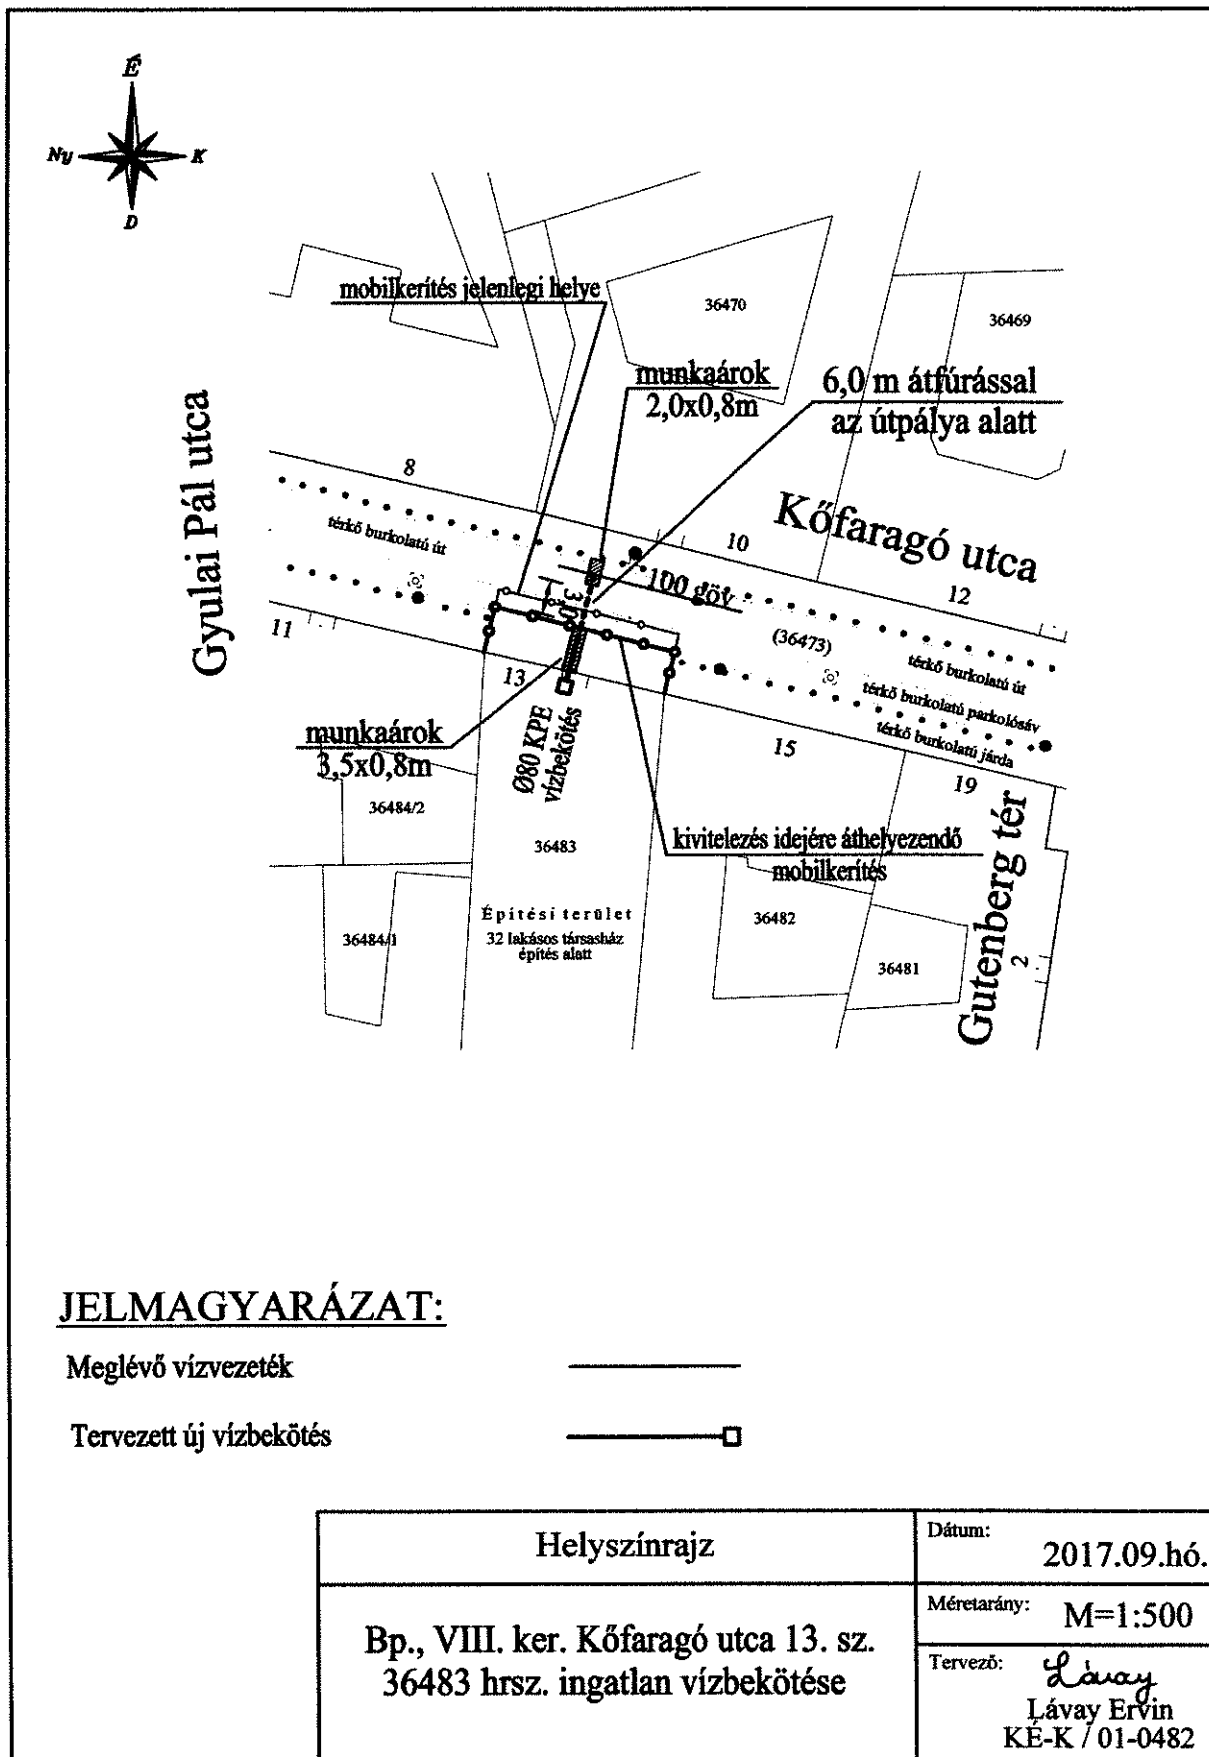 É
Ny
K
D
mobilkerítés jelenlegi helye
36470
36469
munkaárok
2,0x0,8m
6,0 m átfúrással
az útpálya alatt
Gyulai Pál utca
8
térkő burkolatú út
Kőfaragó utca
10
12
100 göv
3,0
(36473)
11
13
térkő burkolatú út
térkő burkolatú parkolósáv
térkő burkolatú járda
munkaárok
3,5x0,8m
Ø80 KPE
vízbekötés
15
19
36484/2
36483
kivitelezés idejére áthelyezendő
mobilkerítés
Gutenberg tér
2
36484/1
Építési terület
32 lakásos társasház
építés alatt
36482
36481
JELMAGYARÁZAT:
Meglévő vízvezeték
Tervezett új vízbekötés
Helyszínrajz
Dátum:
2017.09.hó.
Méretarány:
M=1:500
Bp., VIII. ker. Kőfaragó utca 13. sz.
36483 hrsz. ingatlan vízbekötése
Tervező:
Lávay
Lávay Ervin
KÉ-K / 01-0482